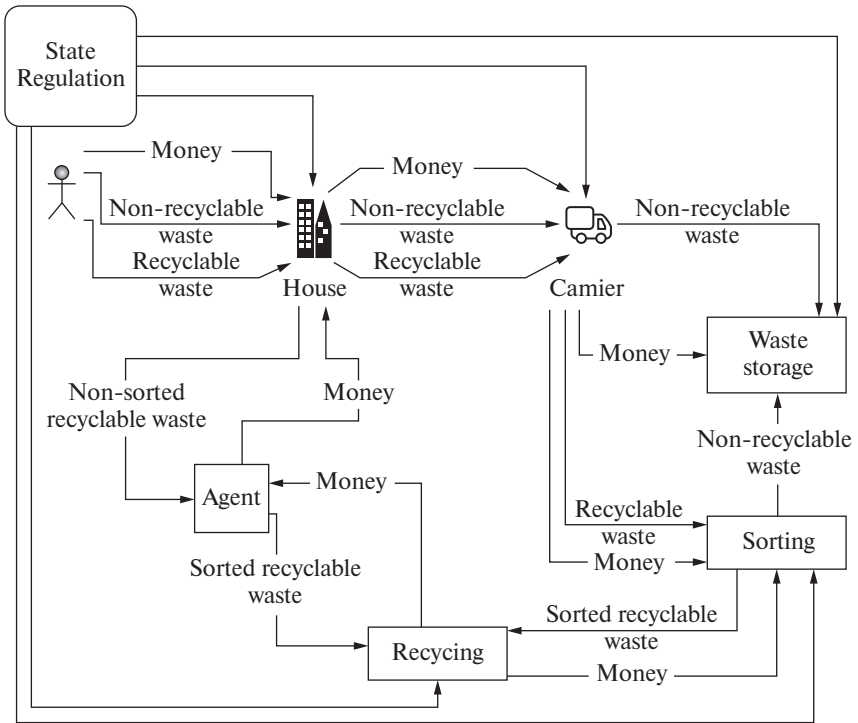 State
Regulation
Money
Money
Non-recyclable
waste
Non-recyclable
waste
Non-recyclable
waste
Recyclable
waste
Recyclable
waste
House
Camier
Non-sorted
recyclable waste
Money
Money
Waste
storage
Non-recyclable
waste
Agent
Money
Recyclable
waste
Sorting
Money
Sorted recyclable
waste
Sorted recyclable
waste
Recycing
Money